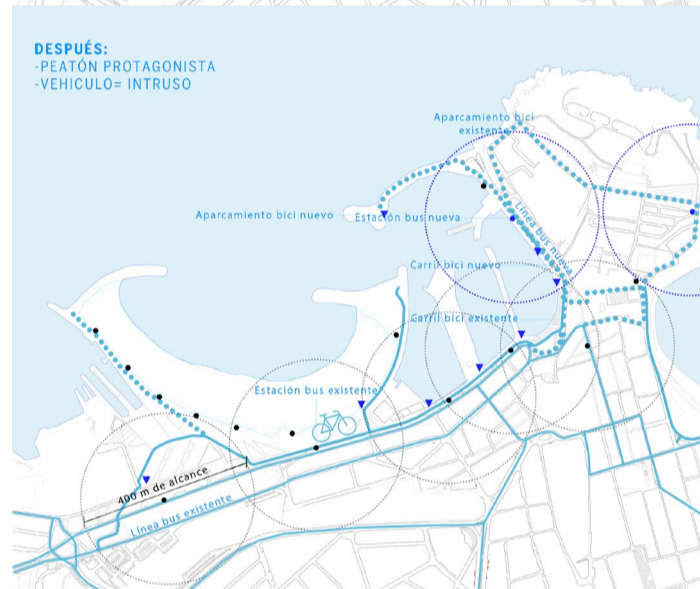 DESPUÉS:
-PEATÓN PROTAGONISTA
-VEHICULO= INTRUSO
Aparcamiento bici
existente
Aparcamiento bici nuevo
Estación bus nueva
Línea bus nueva
Carril bici nuevo
Carril bici existente
Estación bus existente
400 m de alcance
Línea bus existente